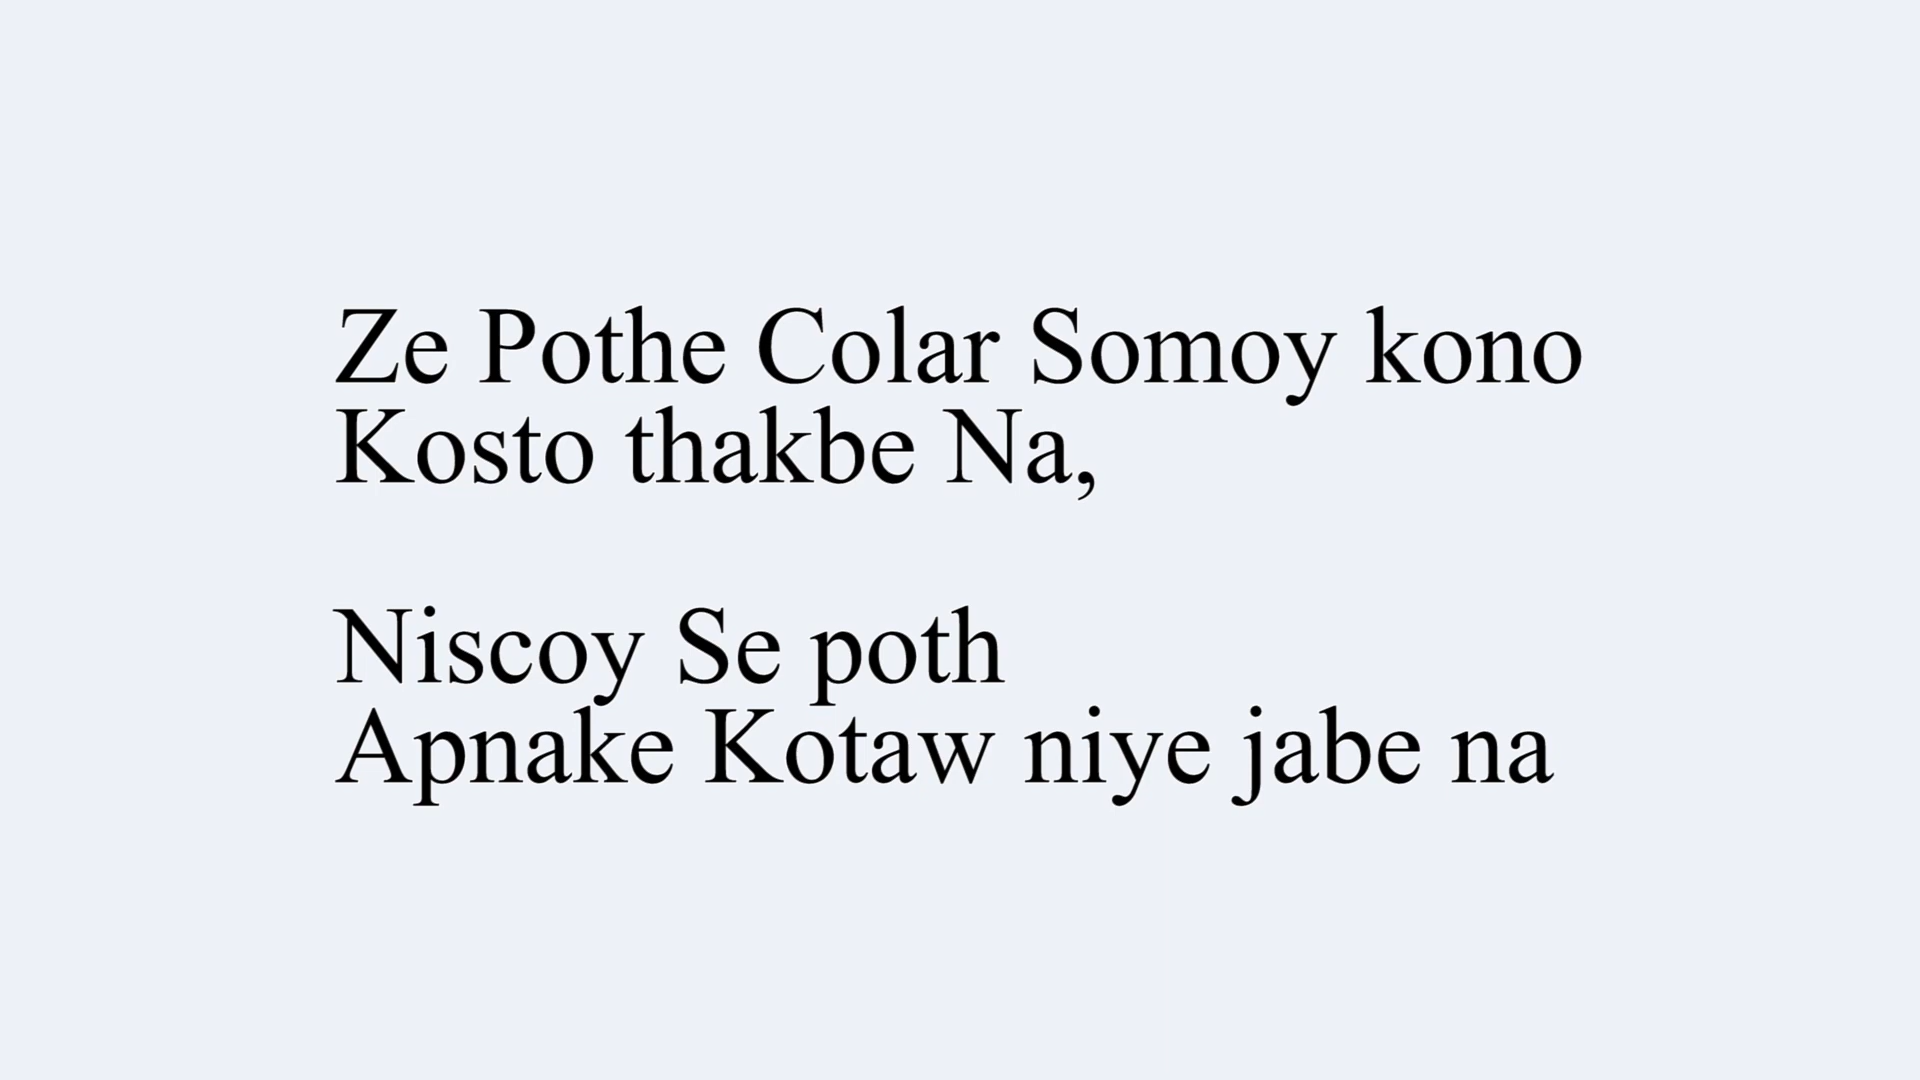 Ze Pothe Colar Somoy kono
Kosto thakbe Na,
Niscoy Se poth
Apnake Kotaw niye jabe na